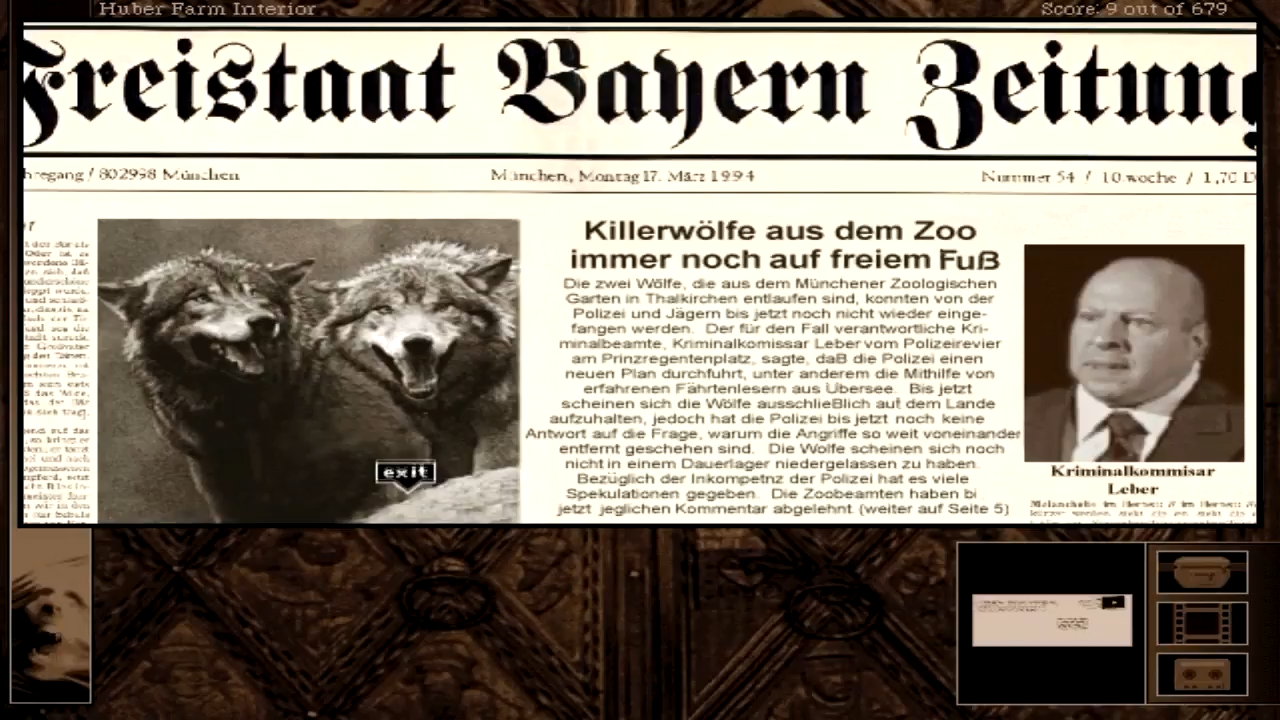 Huber Farm Interior
Score: 9 out of 679
Freistaat Bayern Zeitung
hregang / 802998 München
München, Montag 17. März 1994
Nummer 54 / 10 woche / 1,70 D
Killerwölfe aus dem Zoo
immer noch auf freiem Fuß
Die zwei Wölfe, die aus dem Münchener Zoologischen
Garten in Thalkirchen entlaufen sind, konnten von der
Polizei und Jägern bis jetzt noch nicht wieder einge-
fangen werden. Der für den Fall verantwortliche Kri-
minalbeamte, Kriminalkomissar Leber vom Polizeirevier
am Prinzregentenplatz, sagte, daB die Polizei einen
neuen Plan durchfuhrt, unter anderem die Mithilfe von
erfahrenen Fährtenlesern aus Ubersee. Bis jetzt
scheinen sich die Wölfe ausschlieBlich auf dem Lande
aufzuhalten, jedoch hat die Polizei bis jetzt noch keine
Antwort auf die Frage, warum die Angriffe so weit voneinander
entfernt geschehen sind. Die Wolfe scheinen sich noch
nicht in einem Dauerlager niedergelassen zu haben.
Bezüglich der Inkompetnz der Polizei hat es viele
Spekulationen gegeben. Die Zoobeamten haben bi
jetzt jeglichen Kommentar abgelehnt (weiter auf Seite 5)
Kriminalkommisar
Leber
exit